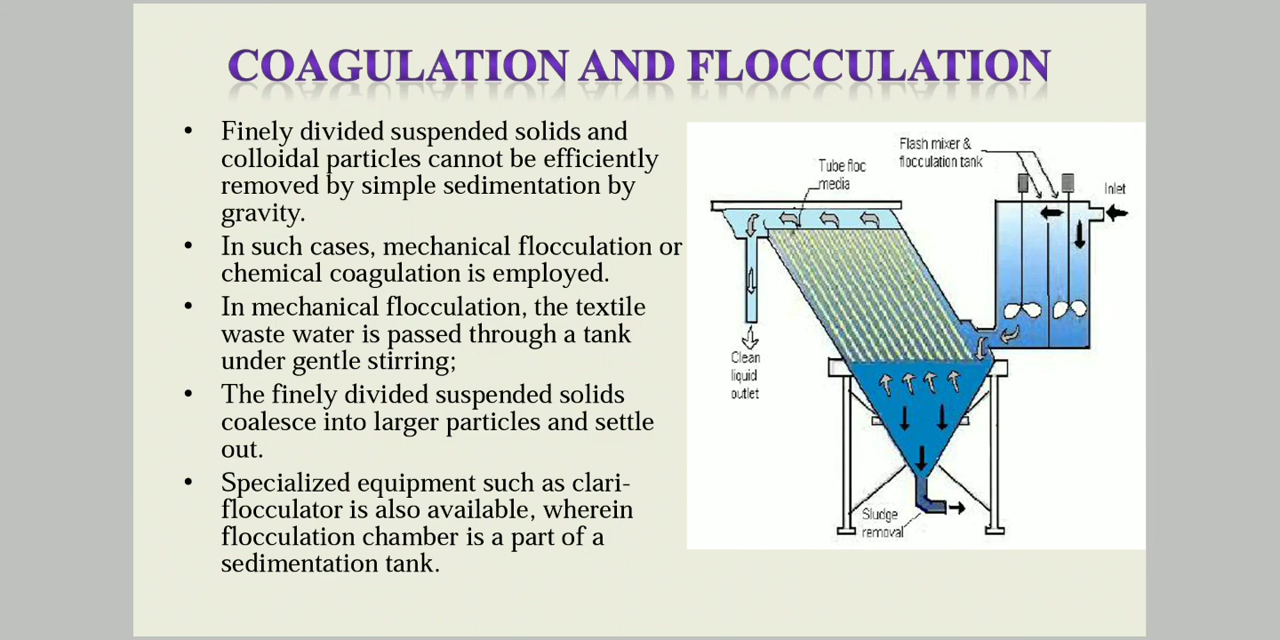 COAGULATION AND FLOCCULATION
• Finely divided suspended solids and
colloidal particles cannot be efficiently
removed by simple sedimentation by
gravity.
• In such cases, mechanical flocculation or
chemical coagulation is employed.
• In mechanical flocculation, the textile
waste water is passed through a tank
under gentle stirring;
• The finely divided suspended solids
coalesce into larger particles and settle
out.
• Specialized equipment such as clari-
flocculator is also available, wherein
flocculation chamber is a part of a
sedimentation tank.
Flash mixer &
flocculation tank
Tube floc
media
Inlet
Clean
liquid
outlet
Sludge
removal